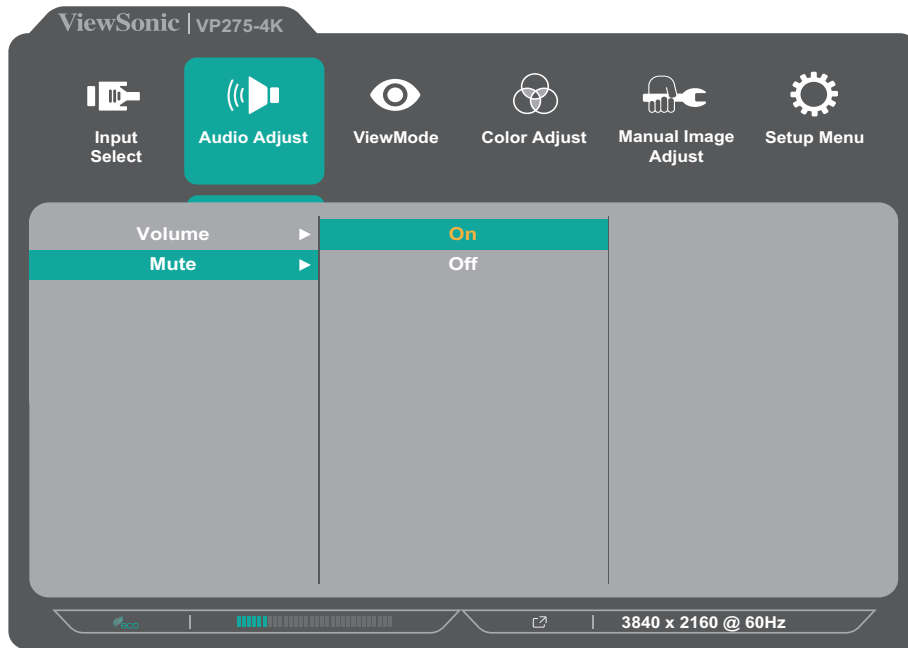 ViewSonic | VP275-4K
Input
Select
Audio Adjust
ViewMode
Color Adjust
Manual Image
Adjust
Setup Menu
Volume
On
Mute
Off
eco
3840 x 2160 @ 60Hz